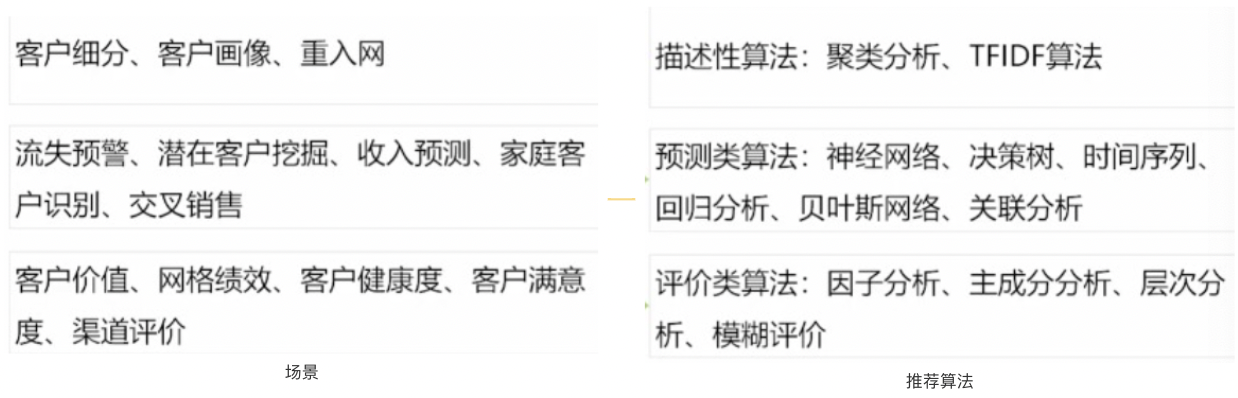 客户细分、客户画像、重入网
流失预警、潜在客户挖掘、收入预测、家庭客
户识别、交叉销售
客户价值、网格绩效、客户健康度、客户满意
度、渠道评价
场景
描述性算法：聚类分析、TFIDF算法
预测类算法：神经网络、决策树、时间序列、
回归分析、贝叶斯网络、关联分析
评价类算法：因子分析、主成分分析、层次分
析、模糊评价
推荐算法